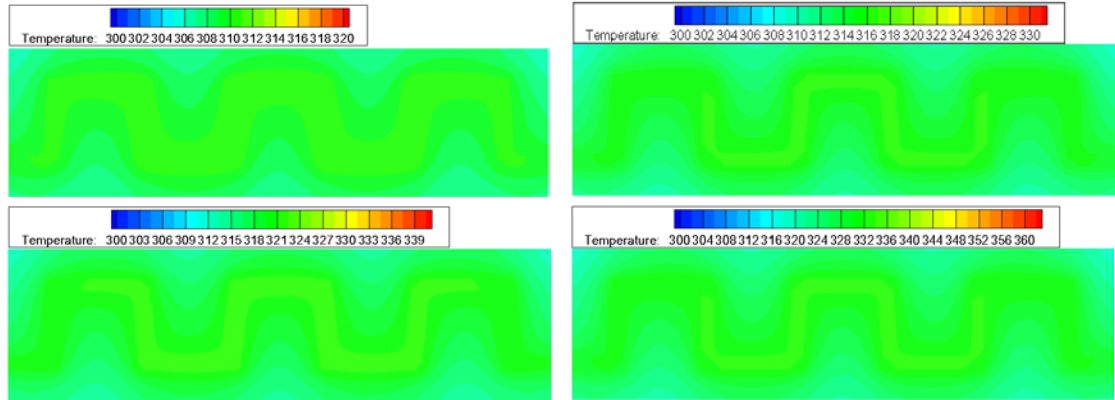 Temperature: 300 302 304 306 308 310 312 314 316 318 320
Temperature: 300 302 304 306 308 310 312 314 316 318 320 322 324 326 328 330
Temperature: 300 303 306 309 312 315 318 321 324 327 330 333 336 339
Temperature: 300 304 308 312 316 320 324 328 332 336 340 344 348 352 356 360